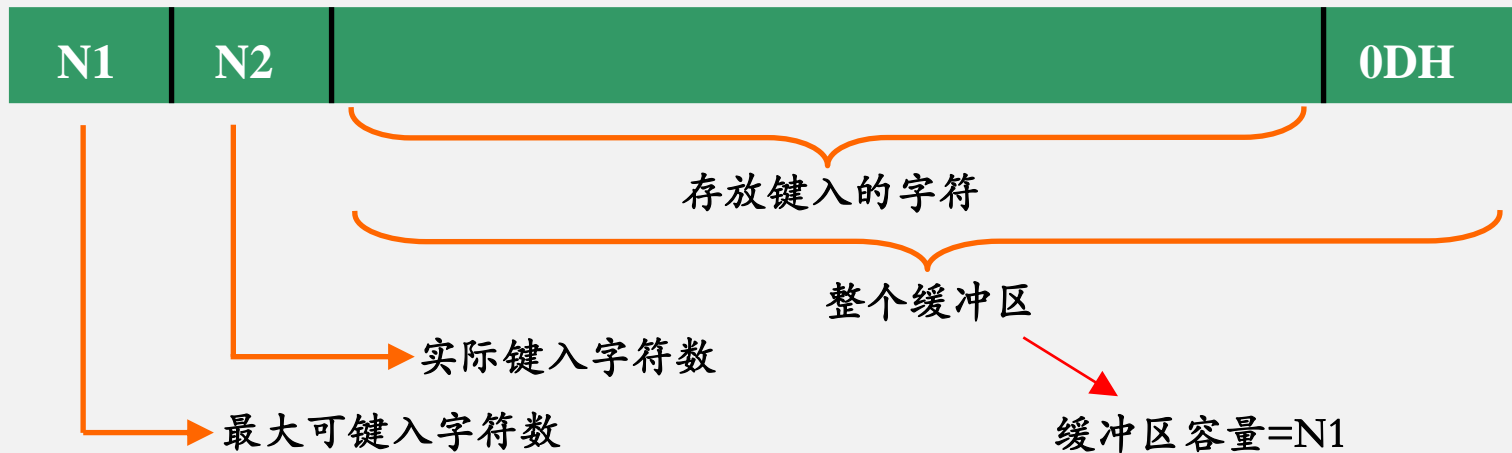 N1 N2 0DH
存放键入的字符
整个缓冲区
实际键入字符数
最大可键入字符数
缓冲区容量=N1